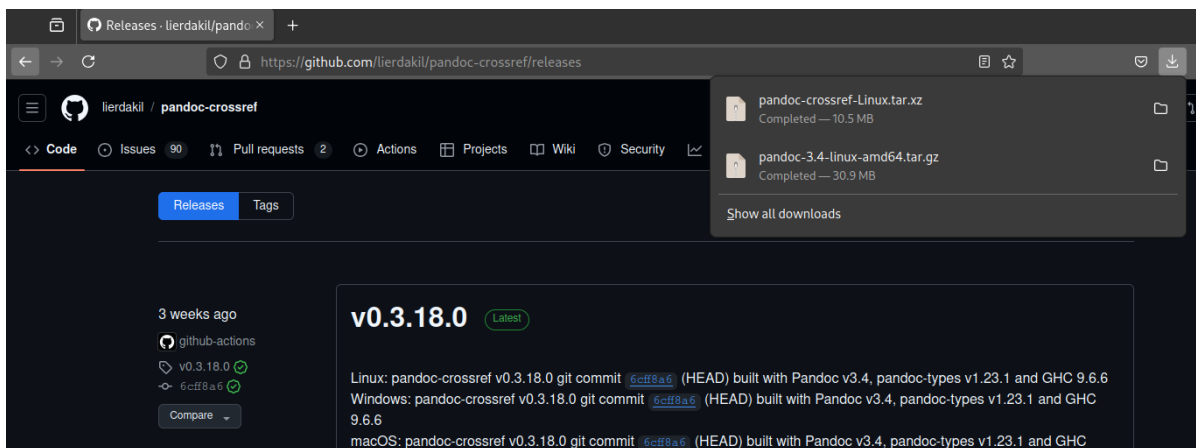 Releases · lierdakil/pando
https://github.com/lierdakil/pandoc-crossref/releases
pandoc-crossref-Linux.tar.xz
Completed — 10.5 MB
pandoc-3.4-linux-amd64.tar.gz
Completed — 30.9 MB
Show all downloads
lierdakil / pandoc-crossref
Code Issues 90 Pull requests 2 Actions Projects Wiki Security
Releases Tags
3 weeks ago
github-actions
v0.3.18.0
6cff8a6
Compare
v0.3.18.0 Latest
Linux: pandoc-crossref v0.3.18.0 git commit 6cff8a6 (HEAD) built with Pandoc v3.4, pandoc-types v1.23.1 and GHC 9.6.6
Windows: pandoc-crossref v0.3.18.0 git commit 6cff8a6 (HEAD) built with Pandoc v3.4, pandoc-types v1.23.1 and GHC
9.6.6
macOS: pandoc-crossref v0.3.18.0 git commit 6cff8a6 (HEAD) built with Pandoc v3.4, pandoc-types v1.23.1 and GHC